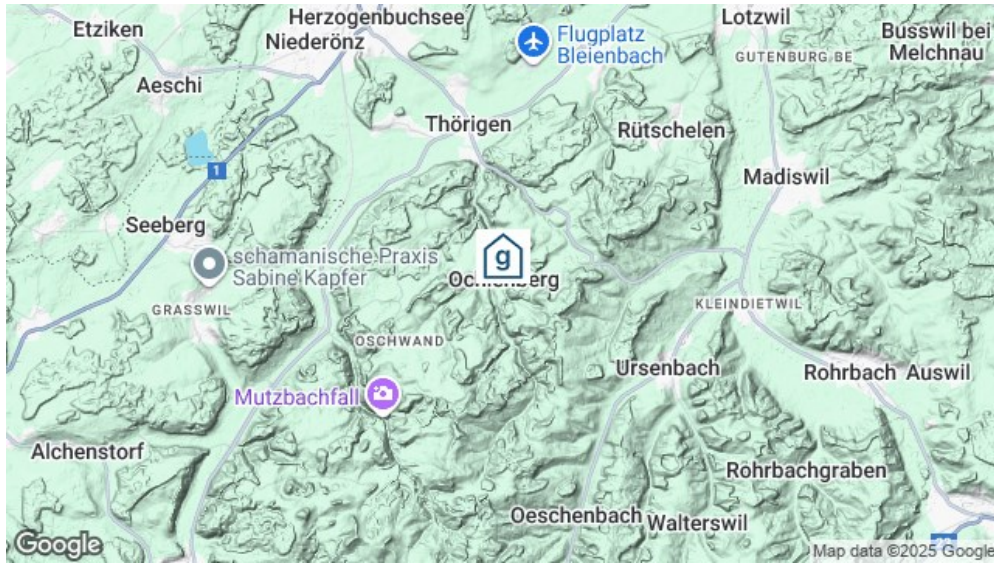 Etziken
Herzogenbuchsee
Niederönz
Flugplatz
Bleienbach
Lotzwil
GUTENBURG BE
Busswil bei
Melchnau
Aeschi
Thörigen
Rütschelen
1
Madiswil
Seeberg
schamanische Praxis
Sabine Kapfer
g
GRASSWIL
KLEINDIETWIL
OSCHWAND
Ursenbach
Rohrbach
Auswil
Mutzbachfall
Alchenstorf
Rohrbachgraben
Oeschenbach
Walterswil
Google
Map data ©2025 Google